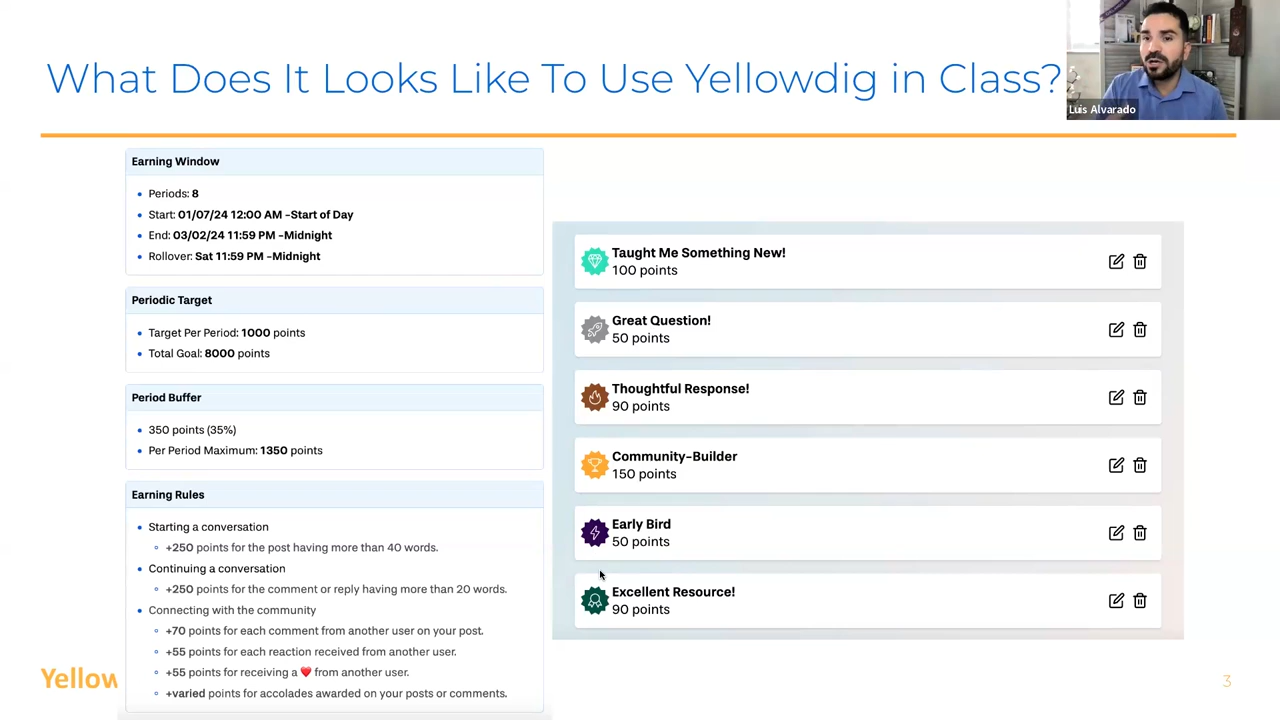 What Does It Looks Like To Use Yellowdig in Class?
Luis Alvarado
Earning Window
Periods: 8
Start: 01/07/24 12:00 AM -Start of Day
End: 03/02/24 11:59 PM -Midnight
Rollover: Sat 11:59 PM -Midnight
Periodic Target
Target Per Period: 1000 points
Total Goal: 8000 points
Period Buffer
350 points (35%)
Per Period Maximum: 1350 points
Earning Rules
Starting a conversation
+250 points for the post having more than 40 words.
Continuing a conversation
+250 points for the comment or reply having more than 20 words.
Connecting with the community
+70 points for each comment from another user on your post.
+55 points for each reaction received from another user.
+55 points for receiving a ❤️ from another user.
+varied points for accolades awarded on your posts or comments.
Taught Me Something New!
100 points
Great Question!
50 points
Thoughtful Response!
90 points
Community-Builder
150 points
Early Bird
50 points
Excellent Resource!
90 points
Yellow
3